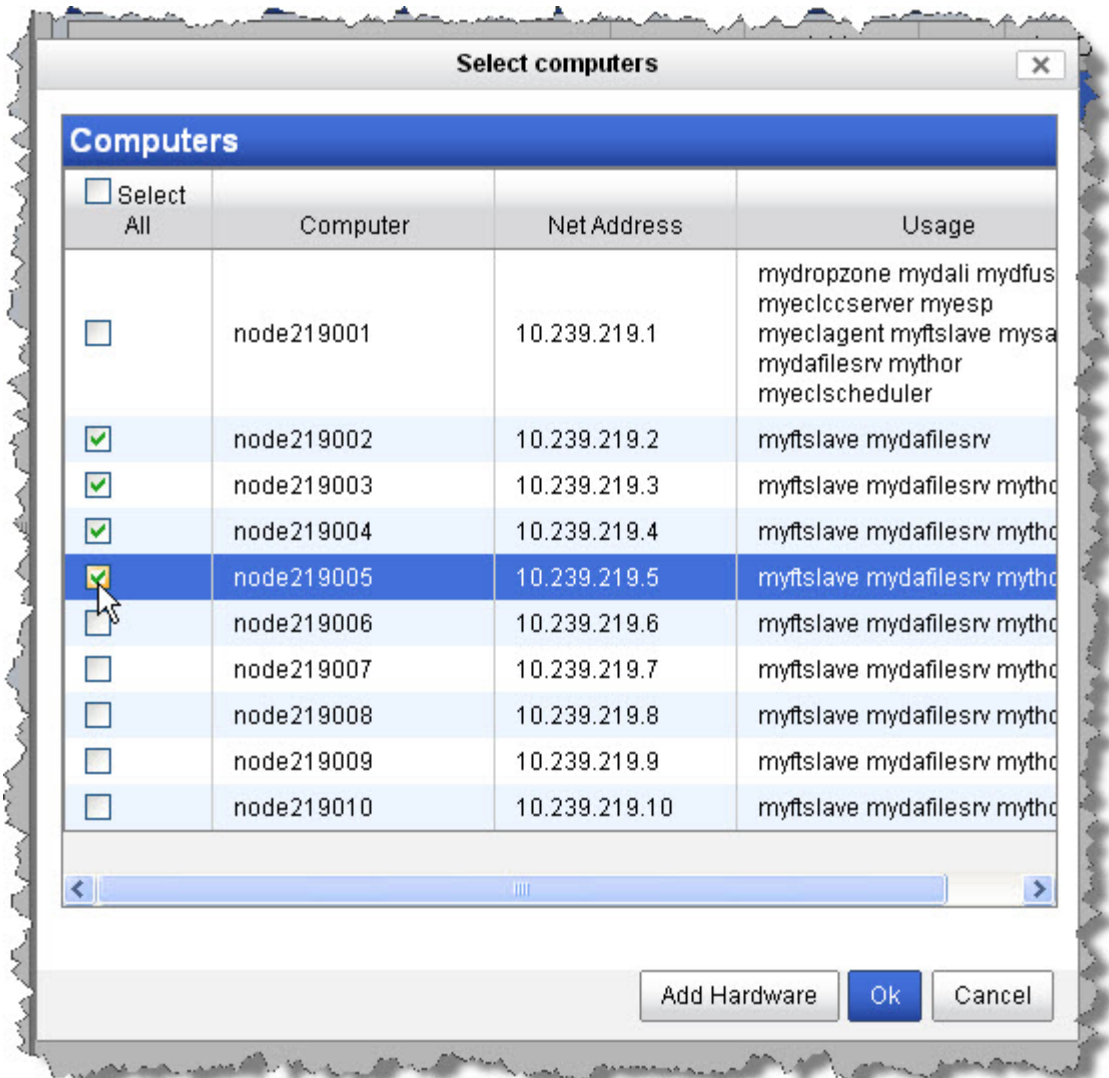 Select computers
Computers
Select
All
Computer
Net Address
Usage
node219001
10.239.219.1
mydropzone mydali mydfus
myeclccserver myesp
myeclagent myftslave mysa
mydafilesrv mythor
myeclscheduler
node219002 10.239.219.2 myftslave mydafilesrv
node219003 10.239.219.3 myftslave mydafilesrv mytho
node219004 10.239.219.4 myftslave mydafilesrv mytho
node219005 10.239.219.5 myftslave mydafilesrv mytho
node219006 10.239.219.6 myftslave mydafilesrv mytho
node219007 10.239.219.7 myftslave mydafilesrv mytho
node219008 10.239.219.8 myftslave mydafilesrv mytho
node219009 10.239.219.9 myftslave mydafilesrv mytho
node219010 10.239.219.10 myftslave mydafilesrv mytho
Add Hardware Ok Cancel